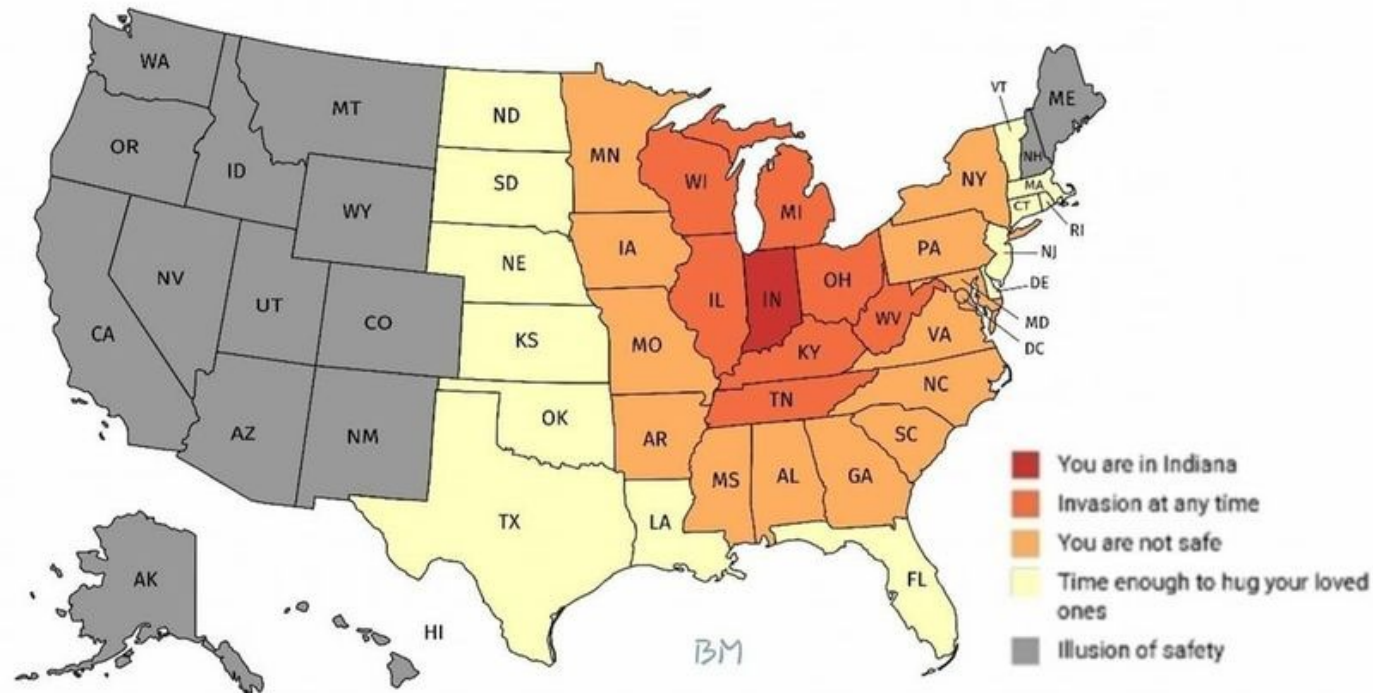 WA
MT
ND
MN
VT
ME
OR
ID
SD
WI
MI
NY
NH
MA
CT
RI
WY
NE
IA
PA
NJ
NV
UT
CO
IL
IN
OH
DE
MD
DC
CA
KS
MO
KY
WV
VA
AZ
NM
OK
AR
TN
NC
SC
MS
AL
GA
TX
LA
FL
AK
HI
You are in Indiana
Invasion at any time
You are not safe
Time enough to hug your loved
ones
Illusion of safety
BM